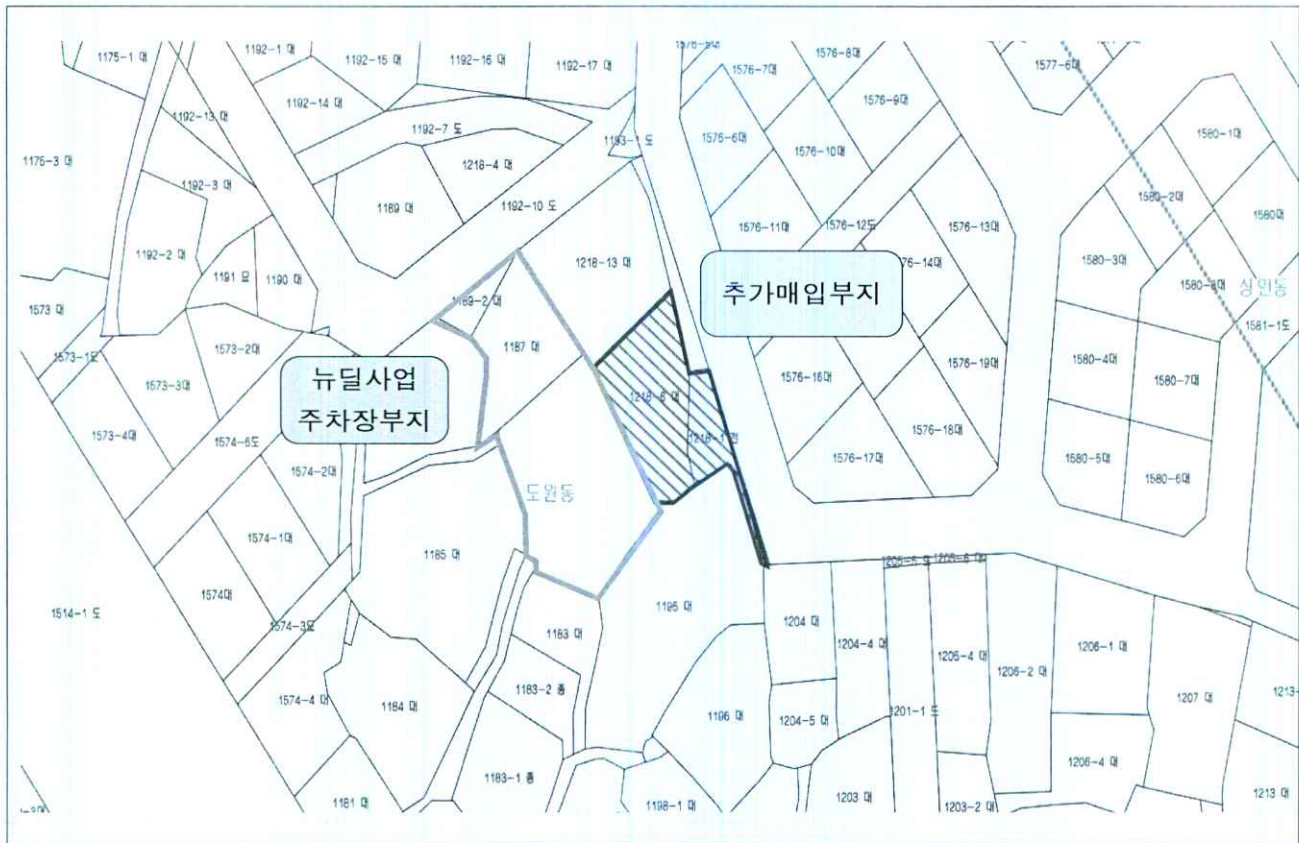 1175-1 대
1192-1 대
1192-15 대
1192-16 대
1192-17 대
1576-7대
1576-8대
1577-6대
1192-14 대
1576-9대
1192-13 대
1192-7 도
1193-1 도
1576-6대
1580-1대
1175-3 대
1218-4 대
1576-10대
1192-3 대
1580-2대
1189 대
1192-10 도
1576-11대
1576-12도
1576-13대
1580대
1192-2 대
1218-13 대
1580-3대
1191 묘
1190 대
추가매입부지
상인동
1573 대
1187 대
1581-1도
1573-1도
1573-2대
1580-4대
1576-19대
1573-3대
뉴딜사업
주차장부지
1576-16대
1580-7대
1573-4대
1574-6도
1576-18대
1576-17대
1580-5대
1574-2대
1580-6대
도원동
1574-1대
1185 대
1205-5 도
1205-6 대
1574대
1195 대
1514-1 도
1574-3도
1183 대
1204 대
1204-4 대
1205-4 대
1206-2 대
1206-1 대
1183-2 종
1207 대
1574-4 대
1184 대
1196 대
1204-5 대
1201-1 도
1206-4 대
1183-1 종
1181 대
1198-1 대
1203 대
1203-2 대
1213 대